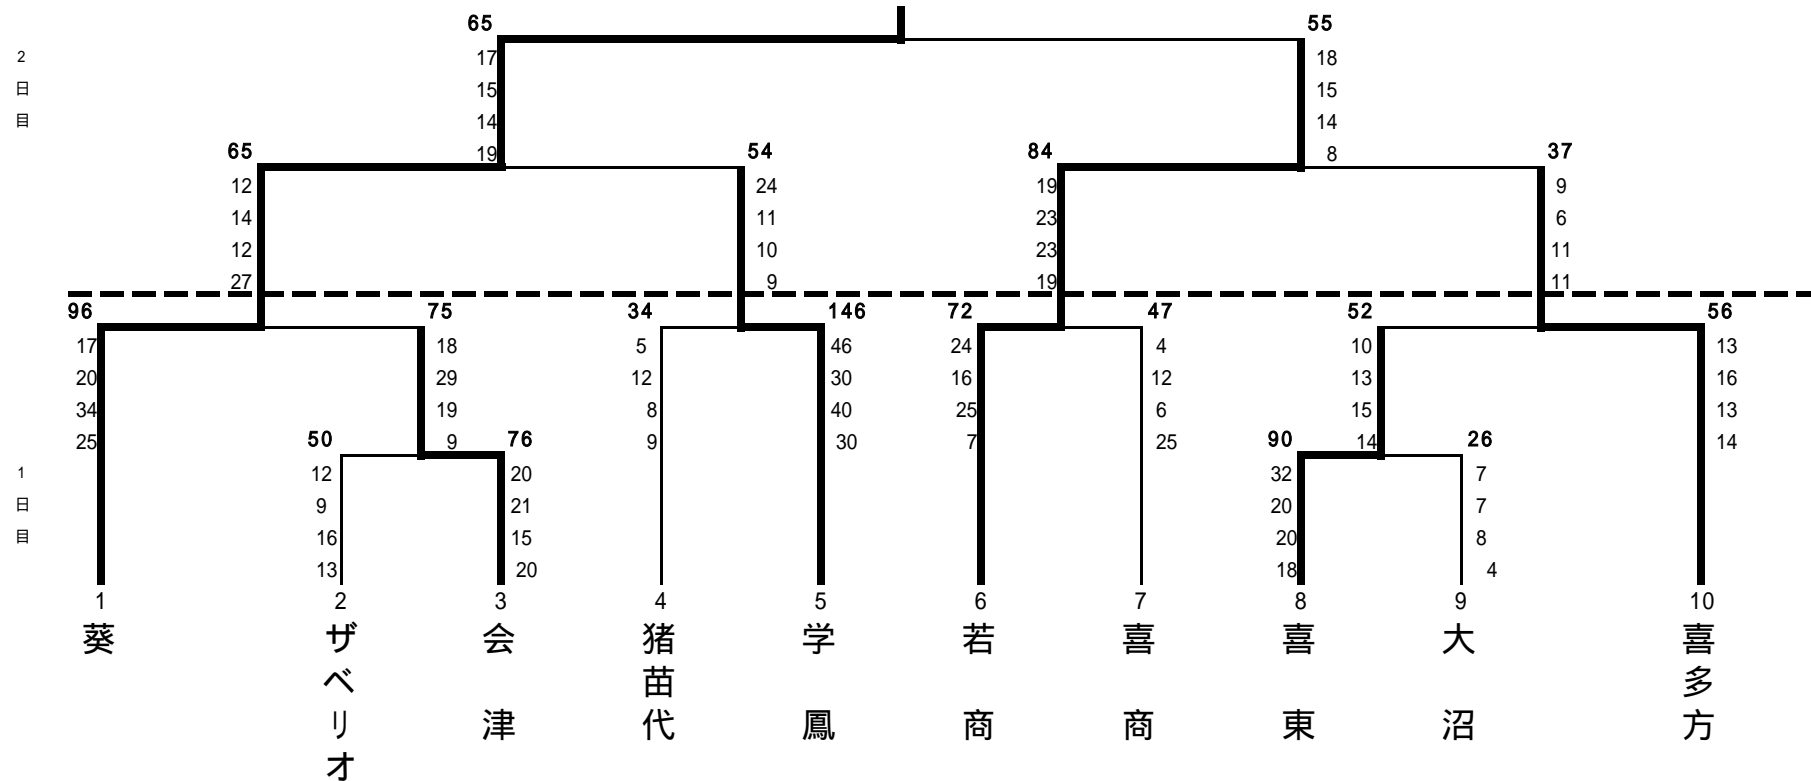 65 55
2日目
17 18
15 15
14 14
19 8
65 54 84 37
12 24 19 9
14 11 23 6
12 10 23 11
27 9 19 11
96 75 34 146 72 47 52 56
17 18 5 46 24 4 10 13
20 29 12 30 16 12 13 16
34 19 8 40 25 6 15 13
25 9 9 30 7 25 14 14
50 76 90 26
1日目
12 20 32 7
9 21 20 7
16 15 20 8
13 20 18 4
1 2 3 4 5 6 7 8 9 10
葵
ザベリオ
会津
猪苗代
学鳳
若商
喜商
喜東
大沼
喜多方